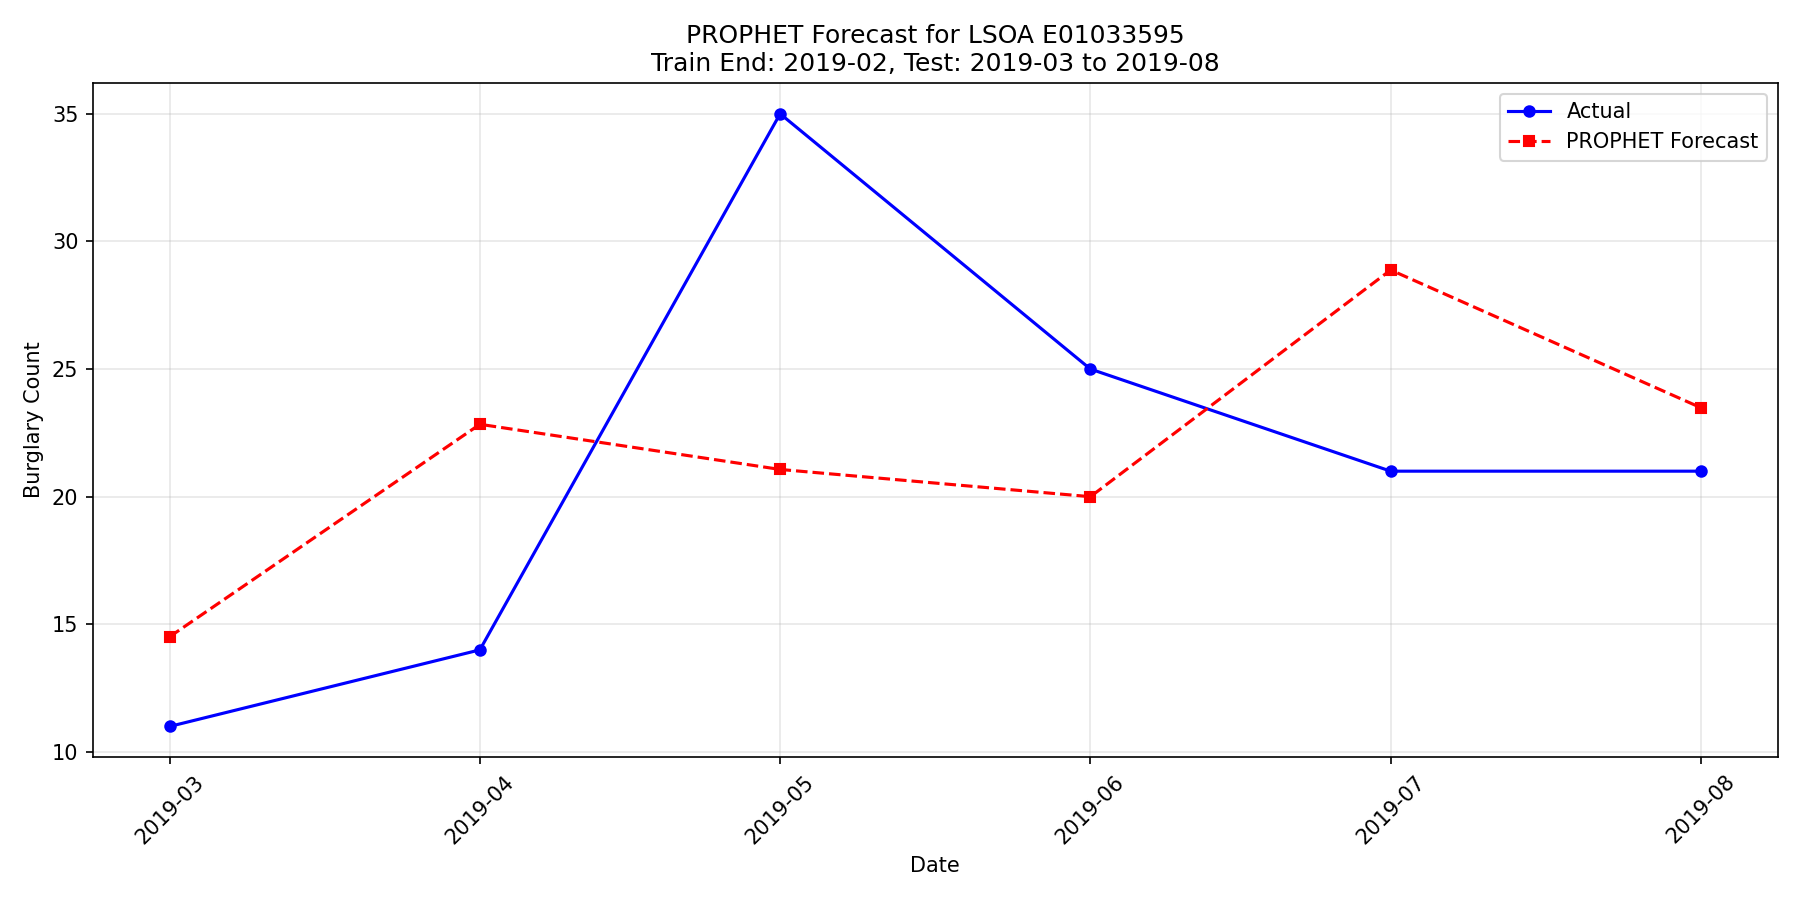 PROPHET Forecast for LSOA E01033595
Train End: 2019-02, Test: 2019-03 to 2019-08
Actual
PROPHET Forecast
Burglary Count
35
30
25
20
15
10
2019-03
2019-04
2019-05
2019-06
2019-07
2019-08
Date